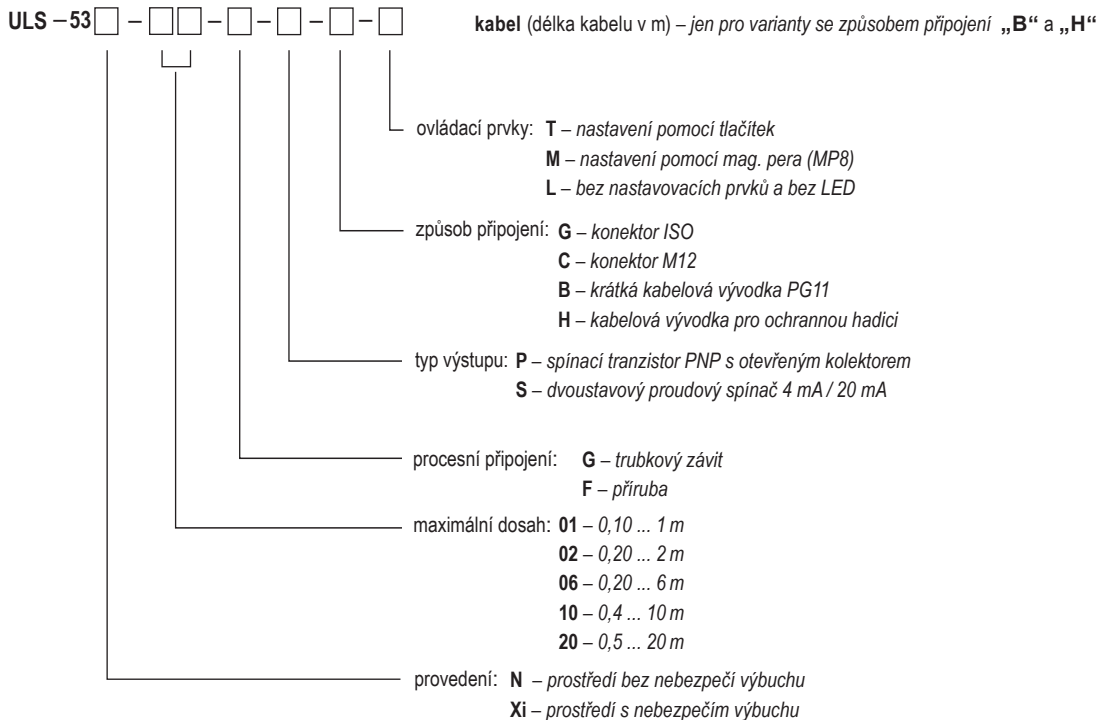 ULS – 53□ – □□ – □ – □ – □ – □ kabel (délka kabelu v m) – jen pro varianty se způsobem připojení „B“ a „H“
ovládací prvky: T – nastavení pomocí tlačítek
M – nastavení pomocí mag. pera (MP8)
L – bez nastavovacích prvků a bez LED
způsob připojení: G – konektor ISO
C – konektor M12
B – krátká kabelová vývodka PG11
H – kabelová vývodka pro ochrannou hadici
typ výstupu: P – spínací tranzistor PNP s otevřeným kolektorem
S – dvoustavový proudový spínač 4 mA / 20 mA
procesní připojení: G – trubkový závit
F – příruba
maximální dosah: 01 – 0,10 ... 1 m
02 – 0,20 ... 2 m
06 – 0,20 ... 6 m
10 – 0,4 ... 10 m
20 – 0,5 ... 20 m
provedení: N – prostředí bez nebezpečí výbuchu
Xi – prostředí s nebezpečím výbuchu